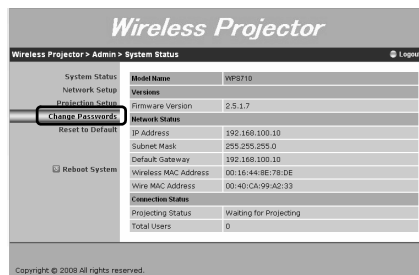 Wireless Projector
Wireless Projector > Admin > System Status
Logout
System Status
Network Setup
Projection Setup
Change Passwords
Reset to Default
Reboot System
Model Name WPS710
Versions
Firmware Version 2.5.1.7
Network Status
IP Address 192.168.100.10
Subnet Mask 255.255.255.0
Default Gateway 192.168.100.10
Wireless MAC Address 00:16:44:8E:78:DE
Wire MAC Address 00:40:CA:99:A2:33
Connection Status
Projecting Status Waiting for Projecting
Total Users 0
Copyright © 2008 All rights reserved.